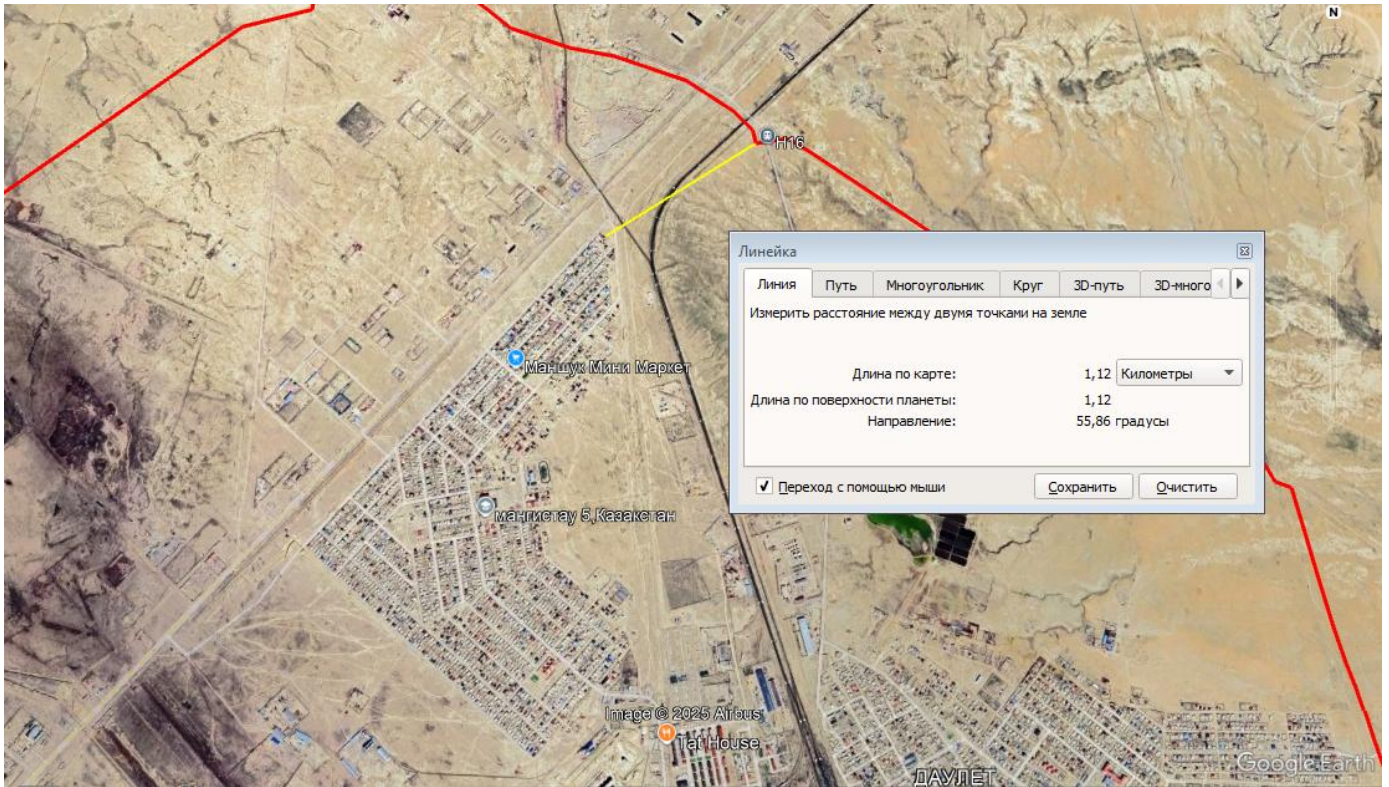 N
H16
Линейка
Линия Путь Многоугольник Круг 3D-путь 3D-много
Измерить расстояние между двумя точками на земле
Длина по карте: 1,12 Километры
Длина по поверхности планеты: 1,12
Направление: 55,86 градусы
Переход с помощью мыши Сохранить Очистить
Маншук Мини Маркет
мангистау 5,Казакстан
Image © 2025 Airbus
Tat House
ДАУЛЕТ
Google Earth